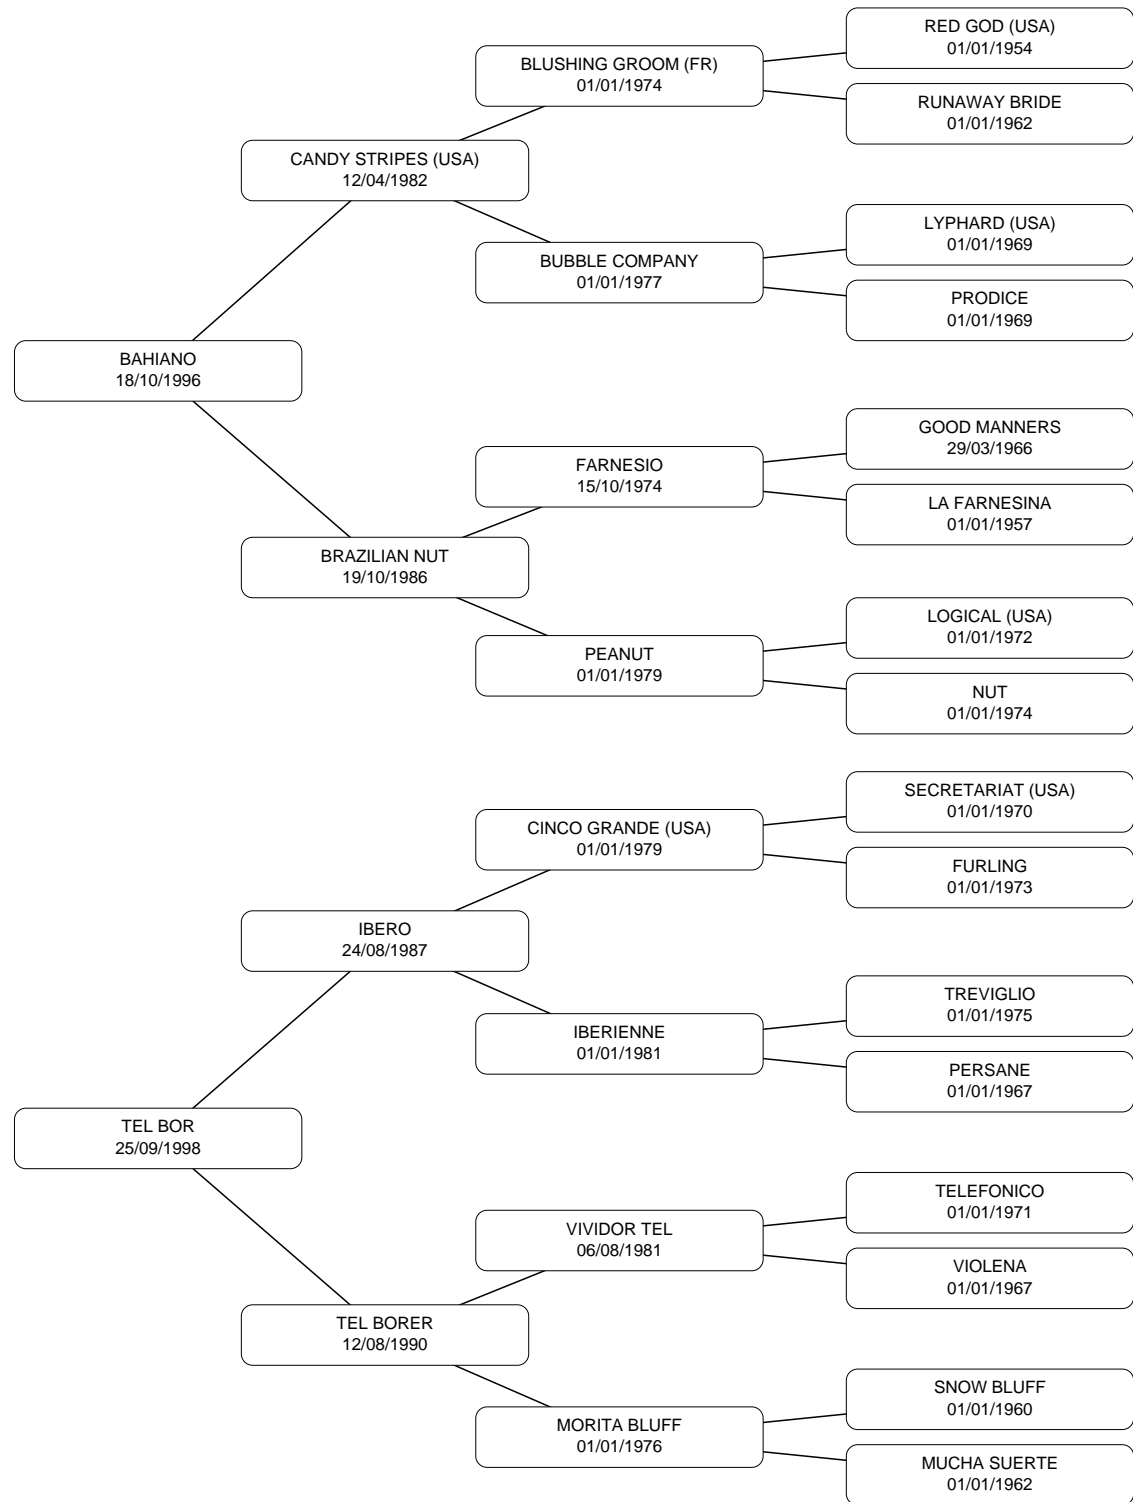 RED GOD (USA)
01/01/1954
BLUSHING GROOM (FR)
01/01/1974
RUNAWAY BRIDE
01/01/1962
CANDY STRIPES (USA)
12/04/1982
LYPHARD (USA)
01/01/1969
BUBBLE COMPANY
01/01/1977
PRODICE
01/01/1969
BAHIANO
18/10/1996
GOOD MANNERS
29/03/1966
FARNESIO
15/10/1974
LA FARNESINA
01/01/1957
BRAZILIAN NUT
19/10/1986
LOGICAL (USA)
01/01/1972
PEANUT
01/01/1979
NUT
01/01/1974
SECRETARIAT (USA)
01/01/1970
CINCO GRANDE (USA)
01/01/1979
FURLING
01/01/1973
IBERO
24/08/1987
TREVIGLIO
01/01/1975
IBERIENNE
01/01/1981
PERSANE
01/01/1967
TEL BOR
25/09/1998
TELEFONICO
01/01/1971
VIVIDOR TEL
06/08/1981
VIOLENA
01/01/1967
TEL BORER
12/08/1990
SNOW BLUFF
01/01/1960
MORITA BLUFF
01/01/1976
MUCHA SUERTE
01/01/1962